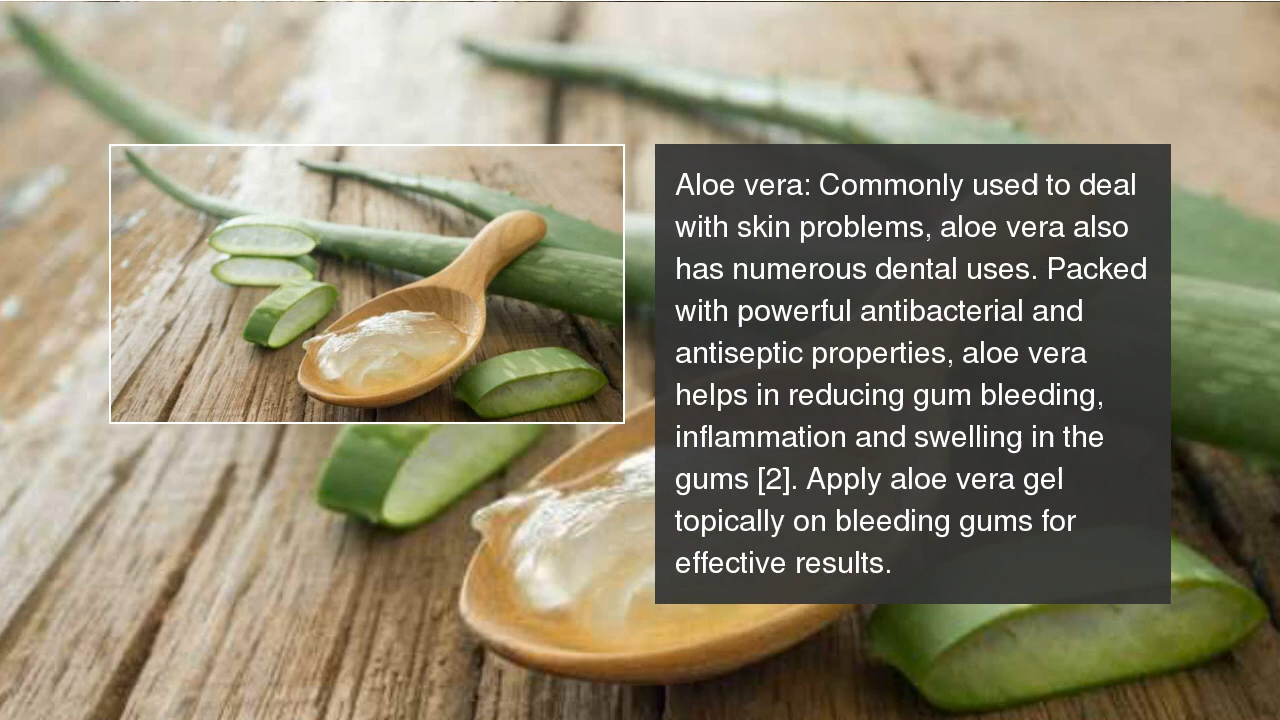 Aloe vera: Commonly used to deal
with skin problems, aloe vera also
has numerous dental uses. Packed
with powerful antibacterial and
antiseptic properties, aloe vera
helps in reducing gum bleeding,
inflammation and swelling in the
gums [2]. Apply aloe vera gel
topically on bleeding gums for
effective results.